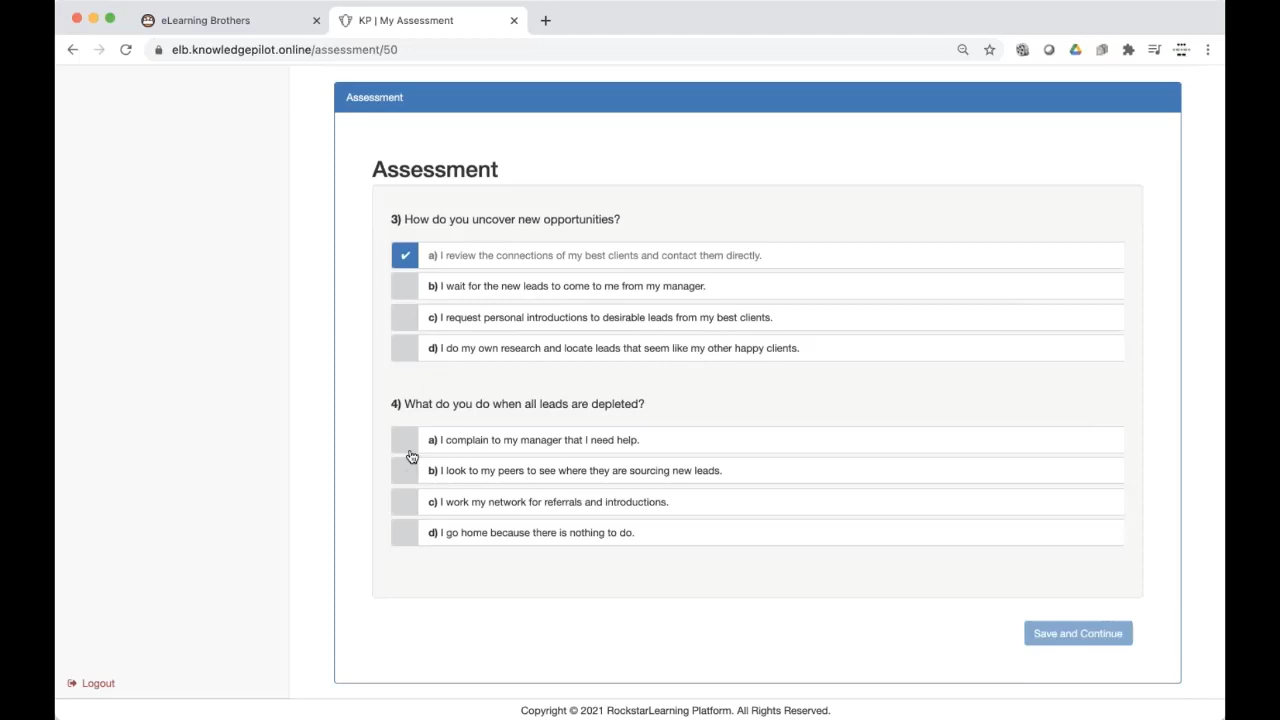 eLearning Brothers
KP | My Assessment
elb.knowledgepilot.online/assessment/50
Assessment
Assessment
3) How do you uncover new opportunities?
a) I review the connections of my best clients and contact them directly.
b) I wait for the new leads to come to me from my manager.
c) I request personal introductions to desirable leads from my best clients.
d) I do my own research and locate leads that seem like my other happy clients.
4) What do you do when all leads are depleted?
a) I complain to my manager that I need help.
b) I look to my peers to see where they are sourcing new leads.
c) I work my network for referrals and introductions.
d) I go home because there is nothing to do.
Save and Continue
Logout
Copyright © 2021 RockstarLearning Platform. All Rights Reserved.